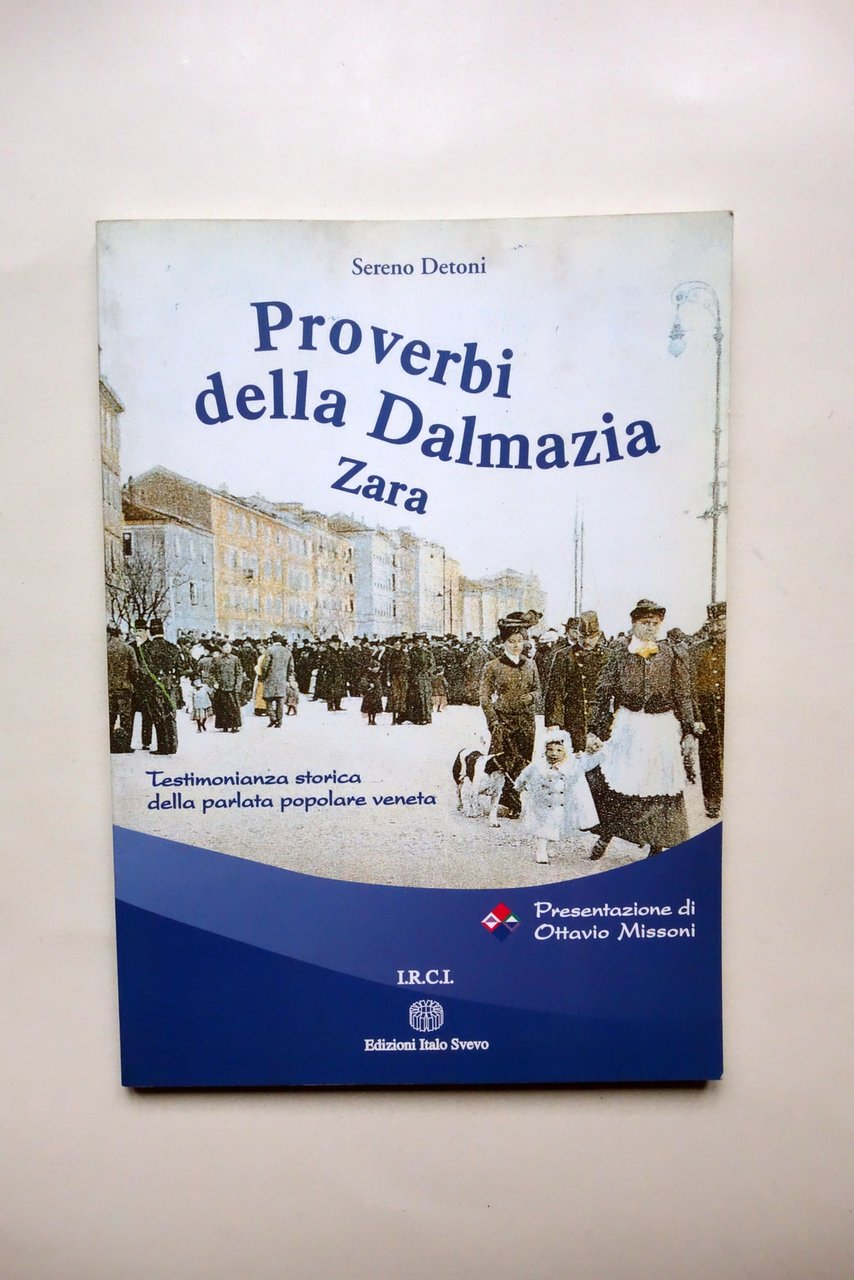 Sereno Detoni
Proverbi
della Dalmazia
Zara
Testimonianza storica
della parlata popolare veneta
Presentazione di
Ottavio Missoni
I.R.C.I.
Edizioni Italo Svevo